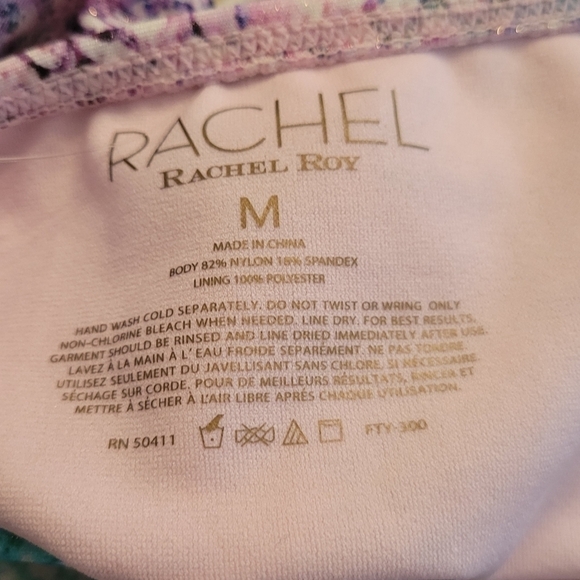 RACHEL
RACHEL ROY
M
MADE IN CHINA
BODY 82% NYLON 18% SPANDEX
LINING 100% POLYESTER
HAND WASH COLD SEPARATELY. DO NOT TWIST OR WRING ONLY
NON-CHLORINE BLEACH WHEN NEEDED. LINE DRY. FOR BEST RESULTS,
GARMENT SHOULD BE RINSED AND LINE DRIED IMMEDIATELY AFTER USE.
LAVEZ À LA MAIN À L'EAU FROIDE SEPAREMENT. NE PAS TORDRE.
UTILISEZ SEULEMENT DU JAVELLISANT SANS CHLORE, SI NÉCESSAIRE.
SÉCHAGE SUR CORDE. POUR DE MEILLEURS RÉSULTATS, RINCER ET
METTRE À SÉCHER À L'AIR LIBRE APRÈS CHAQUE UTILISATION.
RN 50411 FTY-300